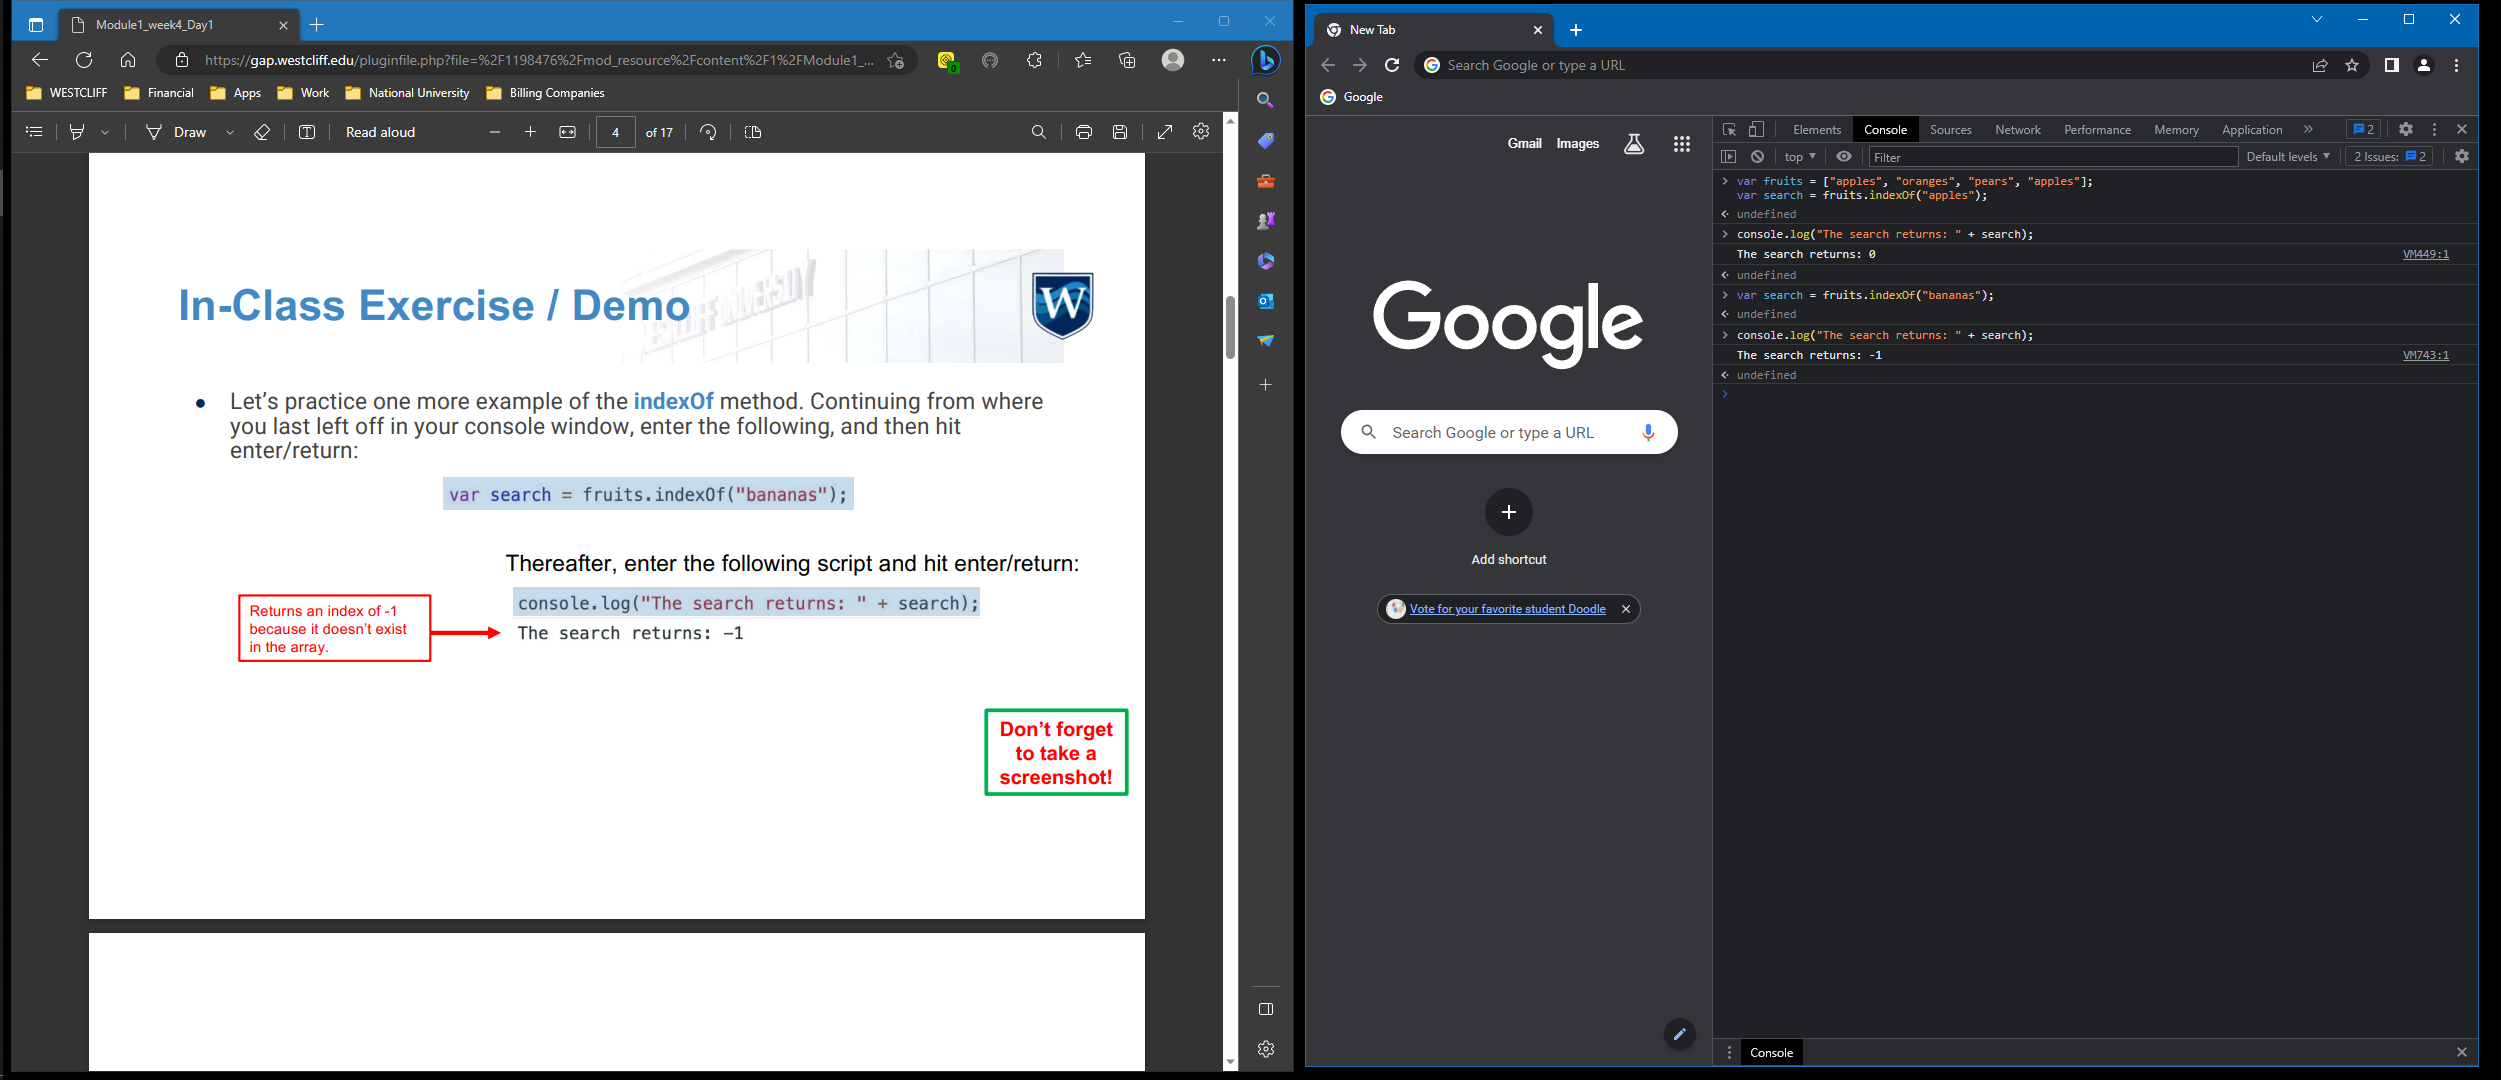 Module1_week4_Day1
https://gap.westcliff.edu/pluginfile.php?file=%2F1198476%2Fmod_resource%2Fcontent%2F1%2FModule1_...
0
WESTCLIFF
Financial
Apps
Work
National University
Billing Companies
Draw
Read aloud
4
of 17
In-Class Exercise / Demo
W
● Let's practice one more example of the indexOf method. Continuing from where
you last left off in your console window, enter the following, and then hit
enter/return:
var search = fruits.indexOf("bananas");
Thereafter, enter the following script and hit enter/return:
console.log("The search returns: " + search);
The search returns: −1
Returns an index of -1
because it doesn't exist
in the array.
Don't forget
to take a
screenshot!
New Tab
Search Google or type a URL
Google
Gmail
Images
Google
Search Google or type a URL
Add shortcut
Vote for your favorite student Doodle
Elements
Console
Sources
Network
Performance
Memory
Application
2
top
Filter
Default levels
2 Issues:
2
var fruits = ["apples", "oranges", "pears", "apples"];
var search = fruits.indexOf("apples");
undefined
console.log("The search returns: " + search);
The search returns: 0
VM449:1
undefined
var search = fruits.indexOf("bananas");
undefined
console.log("The search returns: " + search);
The search returns: -1
VM743:1
undefined
Console